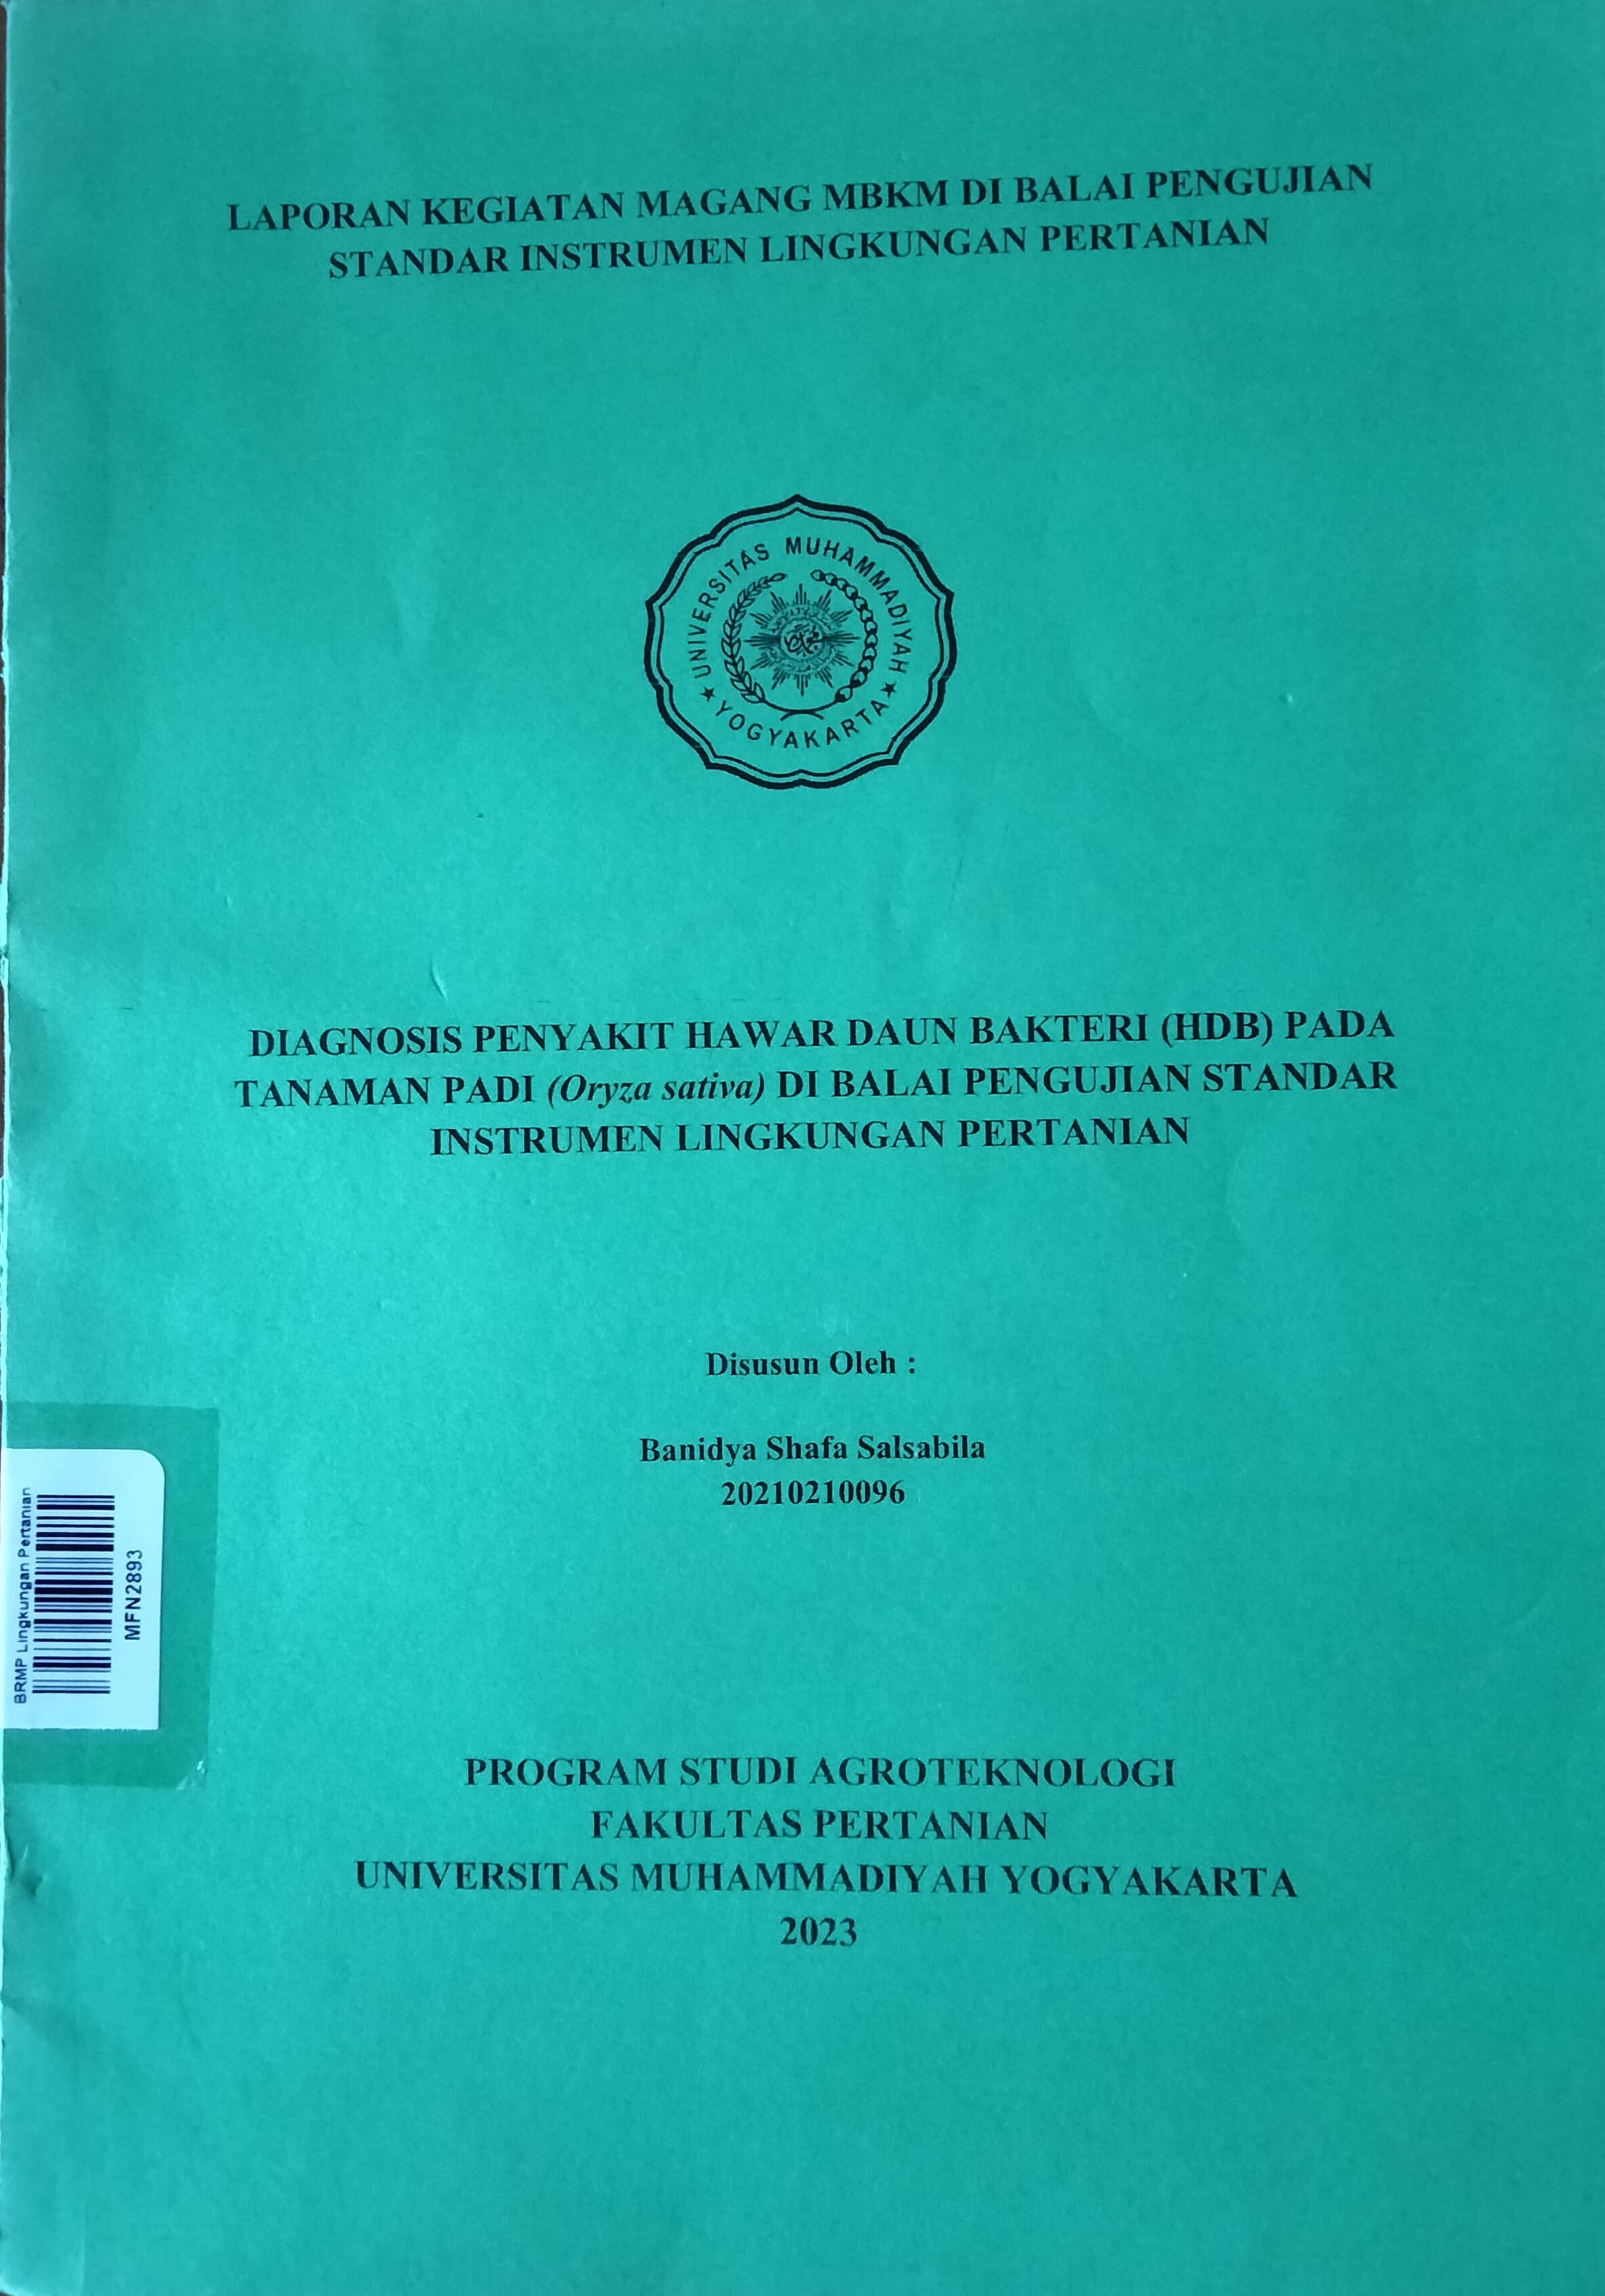 LAPORAN KEGIATAN MAGANG MBKM DI BALAI PENGUJIAN
STANDAR INSTRUMEN LINGKUNGAN PERTANIAN
UNIVERSITAS MUHAMMADIYAH
★ YOGYAKARTA ★
DIAGNOSIS PENYAKIT HAWAR DAUN BAKTERI (HDB) PADA
TANAMAN PADI (Oryza sativa) DI BALAI PENGUJIAN STANDAR
INSTRUMEN LINGKUNGAN PERTANIAN
Disusun Oleh :
Banidya Shafa Salsabila
20210210096
BRMP Lingkungan Pertanian
MFN2893
PROGRAM STUDI AGROTEKNOLOGI
FAKULTAS PERTANIAN
UNIVERSITAS MUHAMMADIYAH YOGYAKARTA
2023